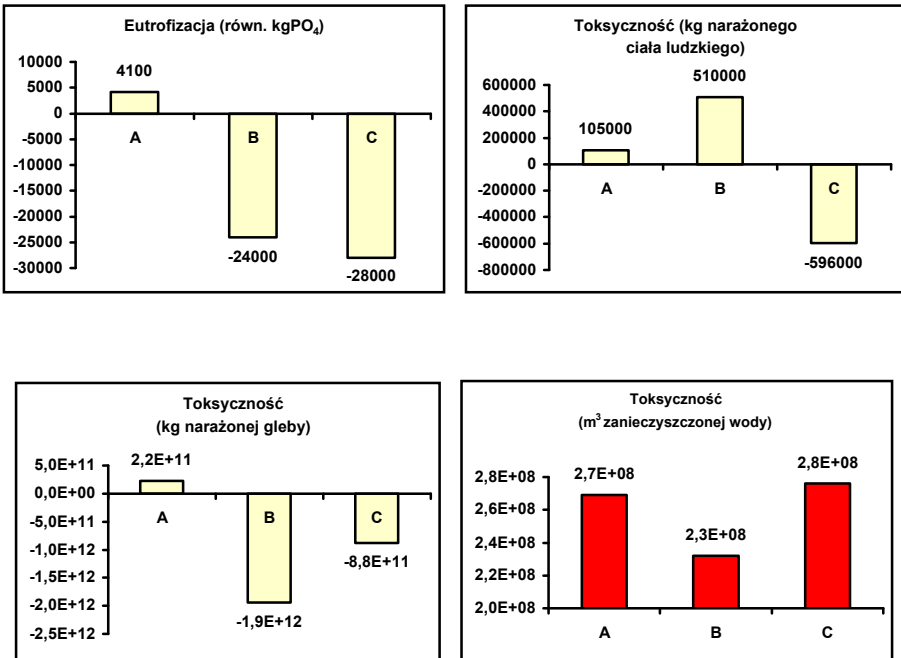 Eutrofizacja (równ. kgPO₄)
10000
5000
0
-5000
-10000
-15000
-20000
-25000
-30000
4100
A
B
C
-24000
-28000
Toksyczność (kg narażonego
ciała ludzkiego)
600000
400000
200000
0
-200000
-400000
-600000
-800000
105000
510000
A
B
C
-596000
Toksyczność
(kg narażonej gleby)
5,0E+11
0,0E+00
-5,0E+11
-1,0E+12
-1,5E+12
-2,0E+12
-2,5E+12
2,2E+11
A
B
C
-8,8E+11
-1,9E+12
Toksyczność
(m³ zanieczyszczonej wody)
2,8E+08
2,6E+08
2,4E+08
2,2E+08
2,0E+08
2,7E+08
2,3E+08
2,8E+08
A
B
C